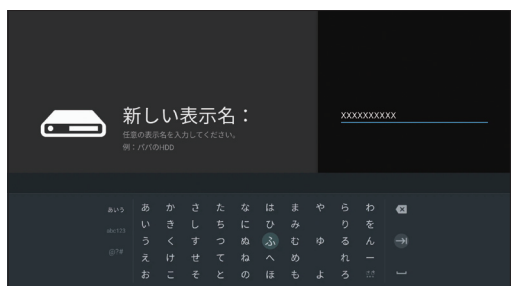 新しい表示名：
任意の表示名を入力してください。
例：パパのHDD
XXXXXXXXXX
あいう
abc123
@?#
あ か さ た な は ま や ら わ
い き し ち に ひ み り を
う く す つ ぬ ふ む ゆ る ん
え け せ て ね へ め れ ー
お こ そ と の ほ も よ ろ